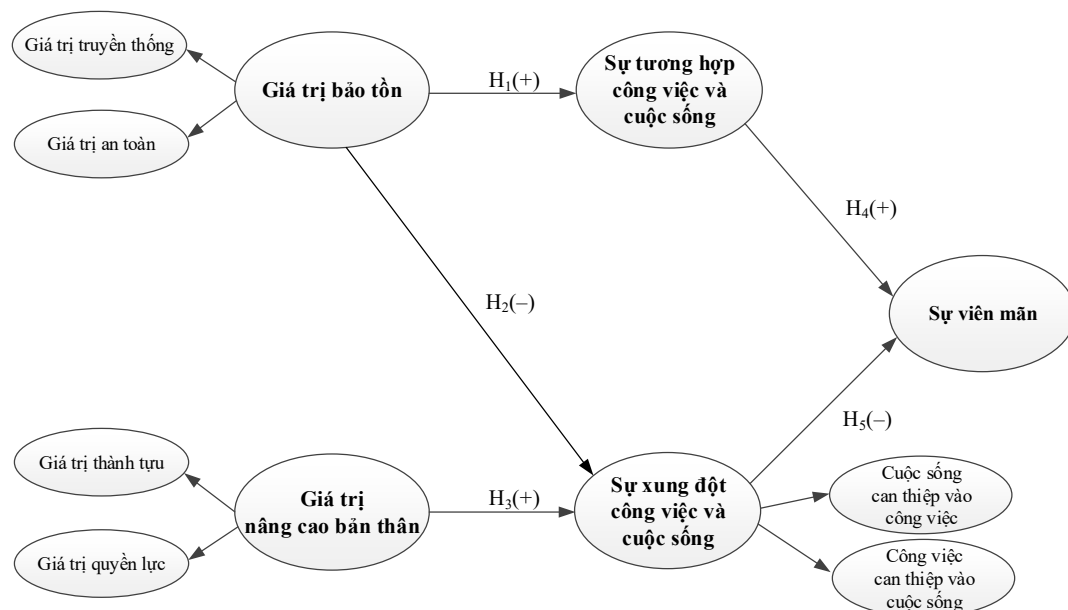 Giá trị truyền thống
Giá trị an toàn
Giá trị bảo tồn
H₁(+)
Sự tương hợp
công việc và
cuộc sống
H₄(+)
H₂(–)
Sự viên mãn
H₅(–)
Giá trị thành tựu
Giá trị quyền lực
Giá trị
nâng cao bản thân
H₃(+)
Sự xung đột
công việc và
cuộc sống
Cuộc sống
can thiệp vào
công việc
Công việc
can thiệp vào
cuộc sống